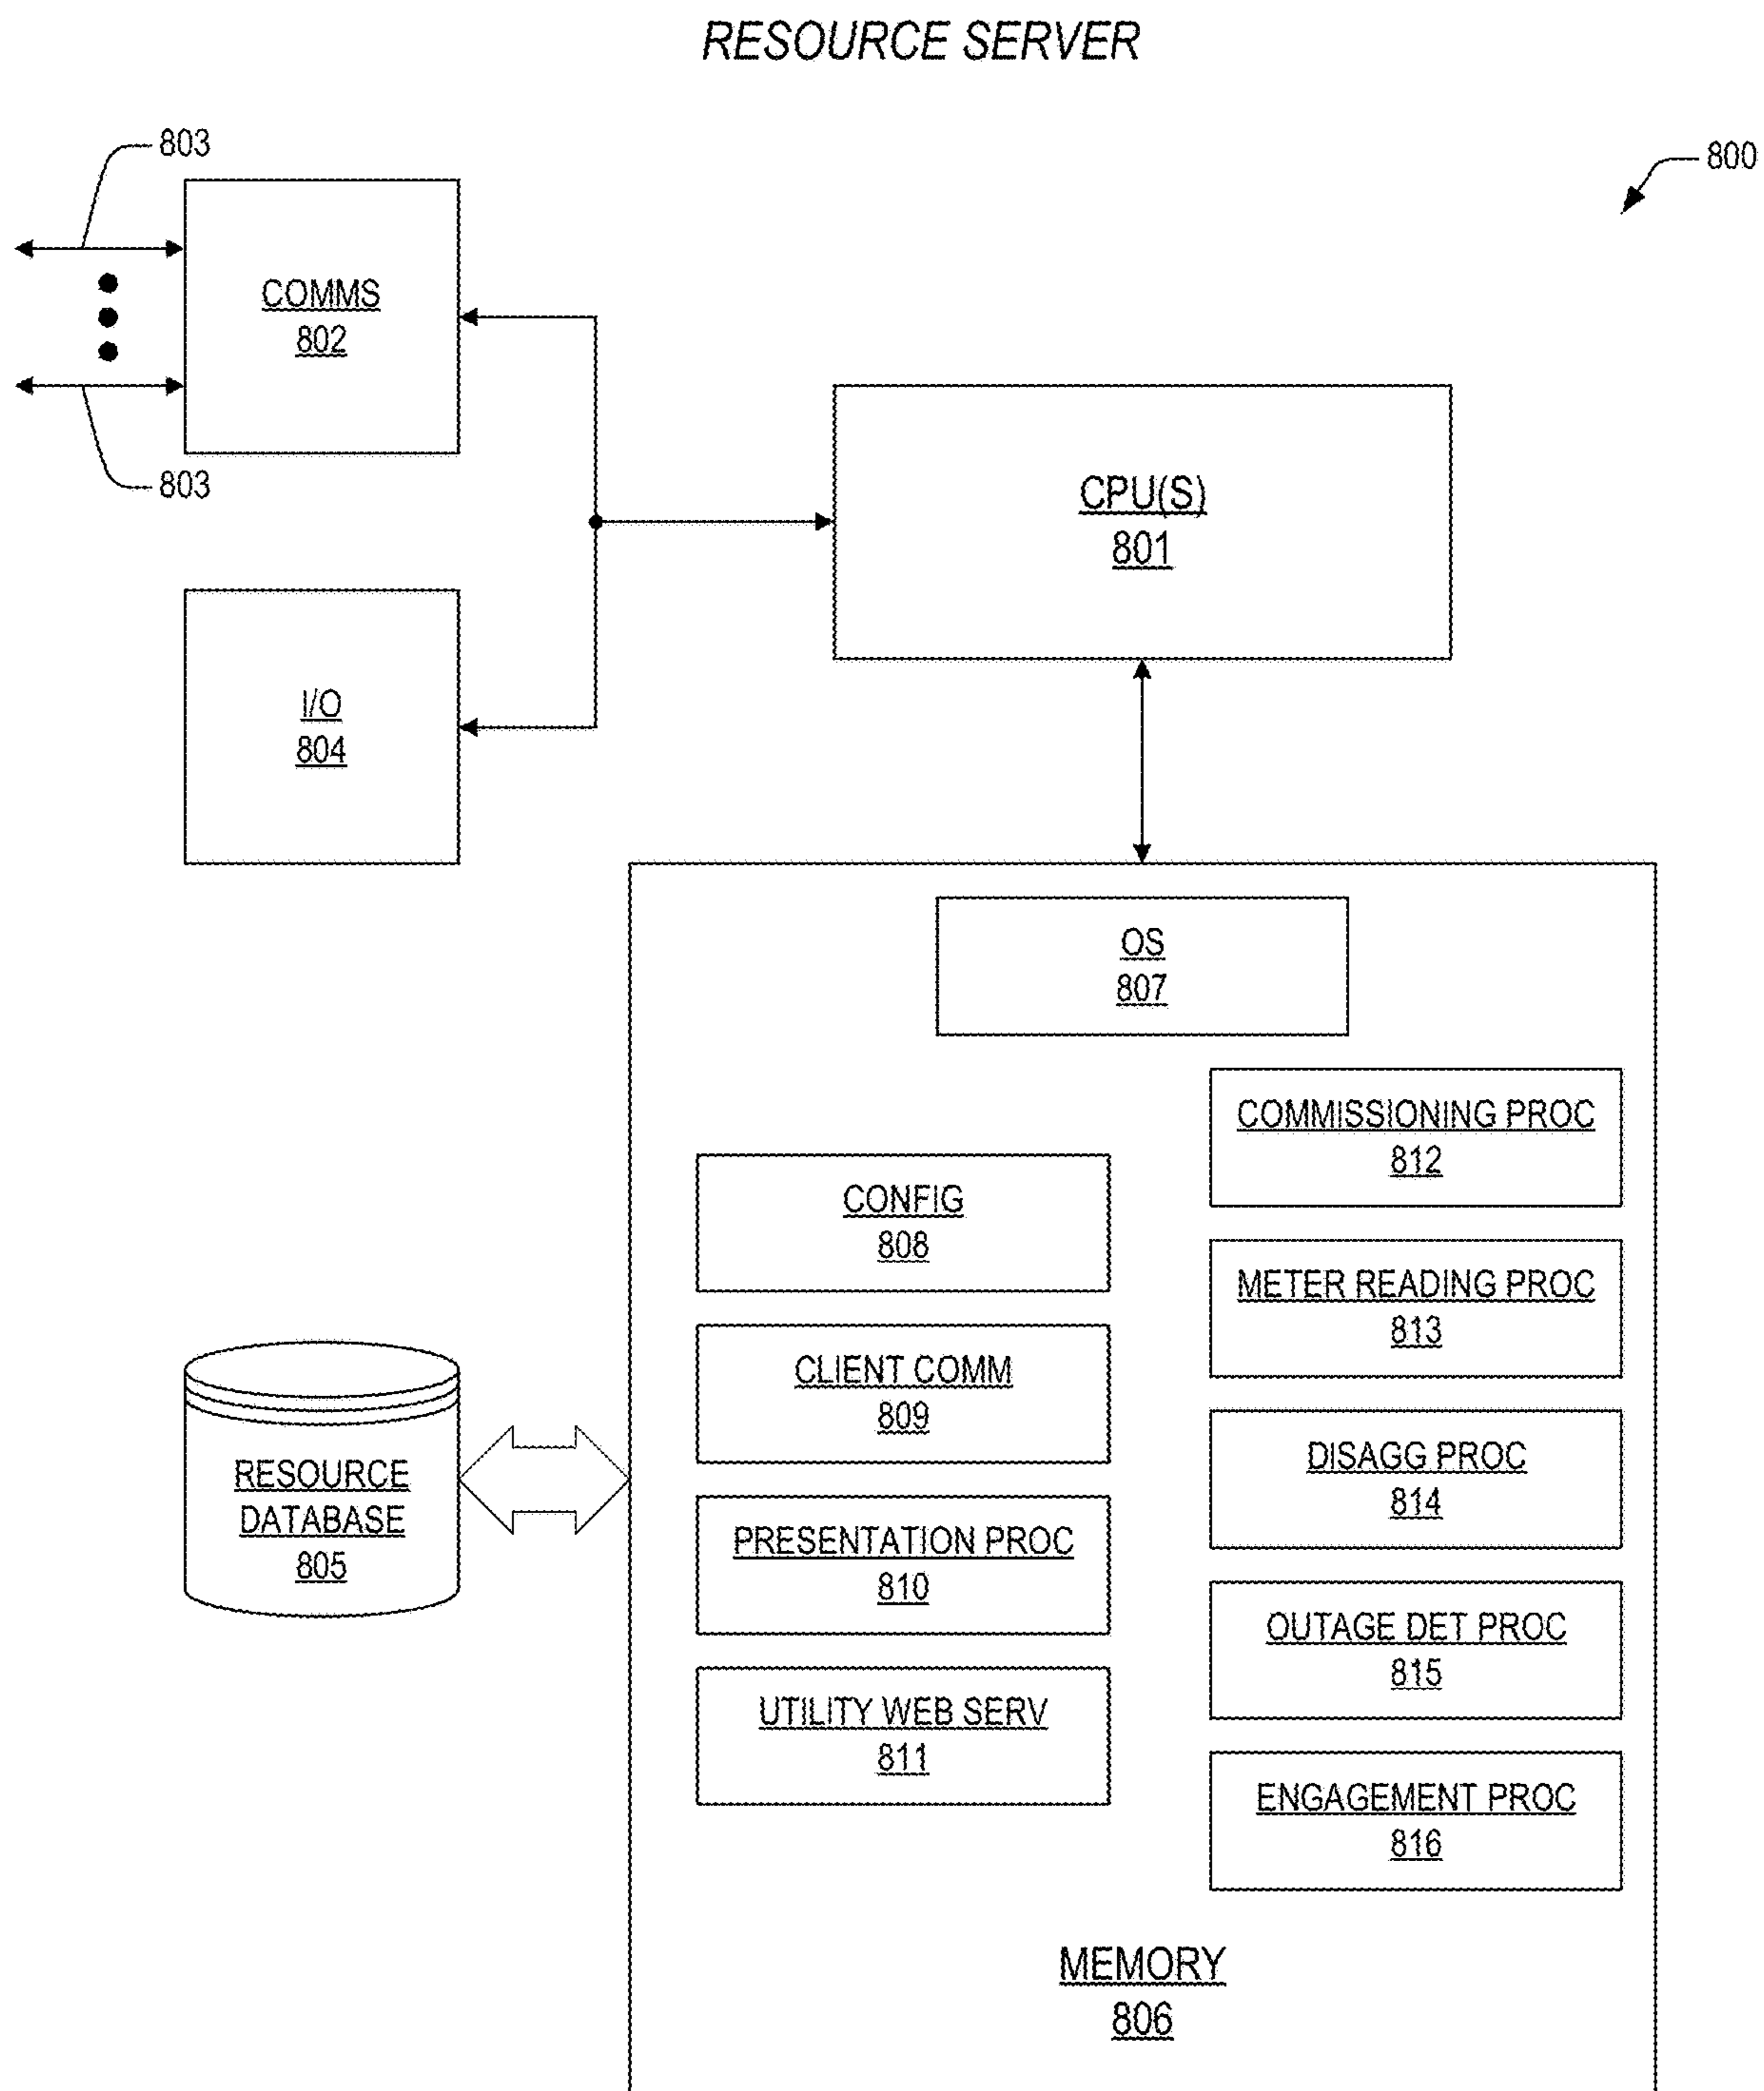 RESOURCE SERVER
803
800
COMMS
802
803
CPU(S)
801
I/O
804
OS
807
COMMISSIONING PROC
812
CONFIG
808
METER READING PROC
813
CLIENT COMM
809
DISAGG PROC
814
RESOURCE
DATABASE
805
PRESENTATION PROC
810
OUTAGE DET PROC
815
UTILITY WEB SERV
811
ENGAGEMENT PROC
816
MEMORY
806